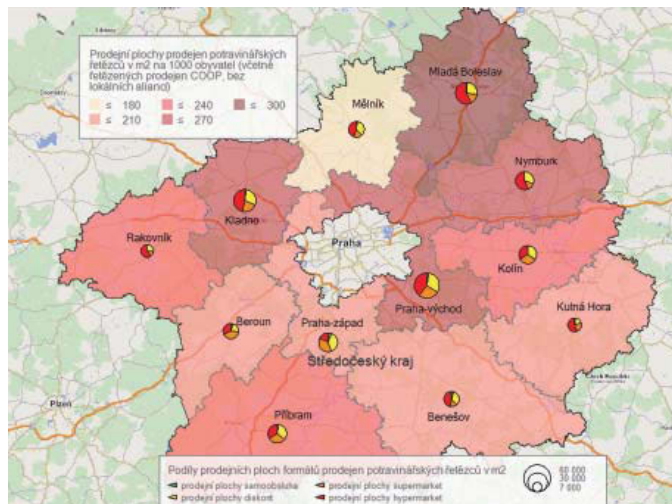 Prodejní plochy prodejen potravinářských
řetězců v m2 na 1000 obyvatel (včetně
řetězených prodejen COOP, bez
lokálních aliancí)
≤ 180 ≤ 240 ≤ 300
≤ 210 ≤ 270
Mladá Boleslav
Mělník
Nymburk
Kladno
Rakovník
Praha
Kolín
Praha-východ
Kutná Hora
Beroun
Praha-západ
Středočeský kraj
Plzeň
Příbram
Benešov
Podíly prodejních ploch formátů prodejen potravinářských řetězců v m2
prodejní plochy samoobsluha prodejní plochy supermarket
prodejní plochy diskont prodejní plochy hypermarket
60 000
30 000
7 000